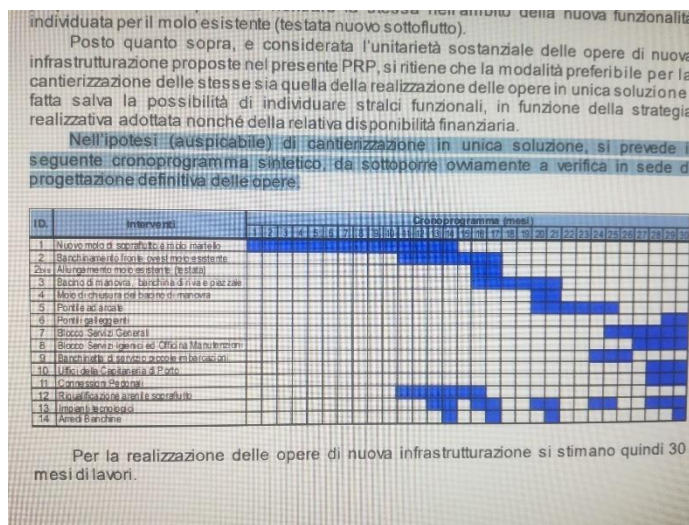 individuata per il molo esistente (testata nuovo sottoflutto).
Posto quanto sopra, e considerata l'unitarietà sostanziale delle opere di nuova
infrastrutturazione proposte nel presente PRP, si ritiene che la modalità preferibile per la
cantierizzazione delle stesse sia quella della realizzazione delle opere in unica soluzione
fatta salva la possibilità di individuare stralci funzionali, in funzione della strategia
realizzativa adottata nonché della relativa disponibilità finanziaria.
Nell'ipotesi (auspicabile) di cantierizzazione in unica soluzione, si prevede
seguente cronoprogramma sintetico, da sottoporre ovviamente a verifica in sede d
progettazione definitiva delle opere.
ID. Interventi Cronoprogramma (mesi)
1 2 3 4 5 6 7 8 9 10 11 12 13 14 15 16 17 18 19 20 21 22 23 24 25 26 27 28 29 30
1 Nuovo molo di sopraflutto e molo martello
2 Banchinamento fronte ovest molo esistente
2bis Allungamento molo esistente (testata)
3 Bacino di manovra, banchina di riva e piazzale
4 Molo di chiusura del bacino di manovra
5 Pontile ad arcate
6 Pontili galleggianti
7 Blocco Servizi Generali
8 Blocco Servizi Igienici ed Officina Manutenzioni
9 Banchinetta di servizio piccole imbarcazioni
10 Uffici della Capitaneria di Porto
11 Connessioni Pedonali
12 Riqualificazione arenile sopraflutto
13 Impianti tecnologici
14 Arredi Banchine
Per la realizzazione delle opere di nuova infrastrutturazione si stimano quindi 30
mesi di lavori.